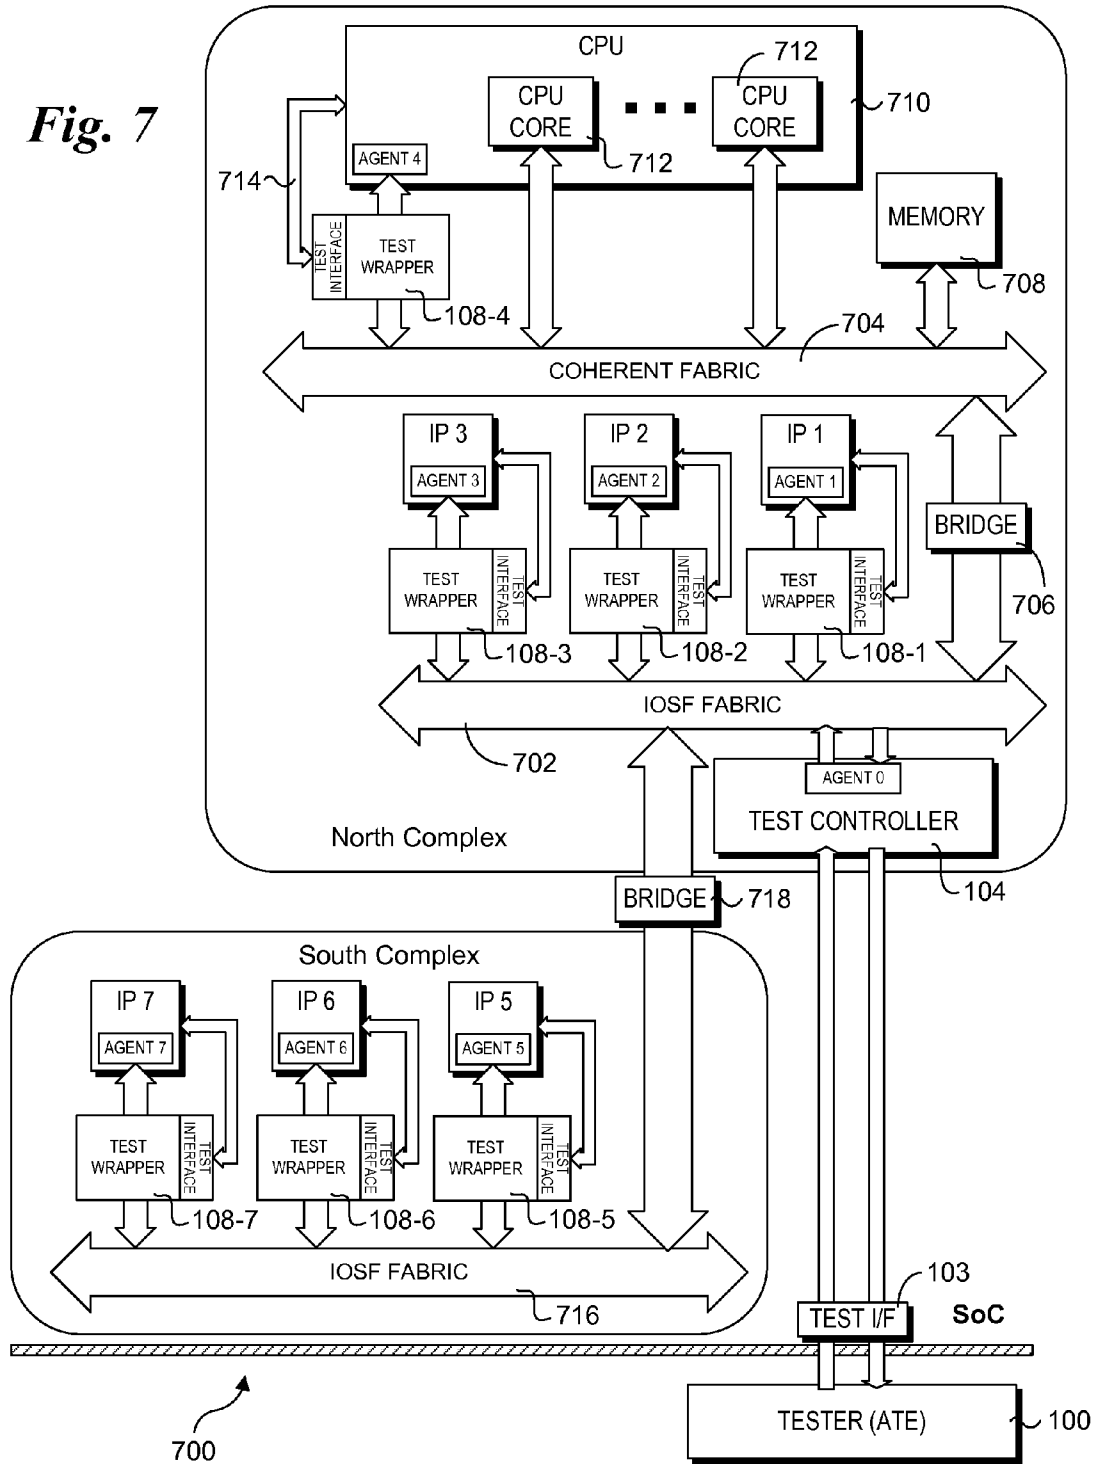 Fig. 7
CPU
CPU
CORE
712
712
CPU
CORE
710
AGENT 4
714
TEST
INTERFACE
TEST
WRAPPER
108-4
MEMORY
708
704
COHERENT FABRIC
IP 3
AGENT 3
IP 2
AGENT 2
IP 1
AGENT 1
BRIDGE
706
TEST
WRAPPER
TEST
INTERFACE
108-3
TEST
WRAPPER
TEST
INTERFACE
108-2
TEST
WRAPPER
TEST
INTERFACE
108-1
IOSF FABRIC
702
AGENT 0
TEST CONTROLLER
104
North Complex
BRIDGE
718
South Complex
IP 7
AGENT 7
IP 6
AGENT 6
IP 5
AGENT 5
TEST
WRAPPER
TEST
INTERFACE
108-7
TEST
WRAPPER
TEST
INTERFACE
108-6
TEST
WRAPPER
TEST
INTERFACE
108-5
IOSF FABRIC
716
103
TEST I/F
SoC
700
TESTER (ATE)
100